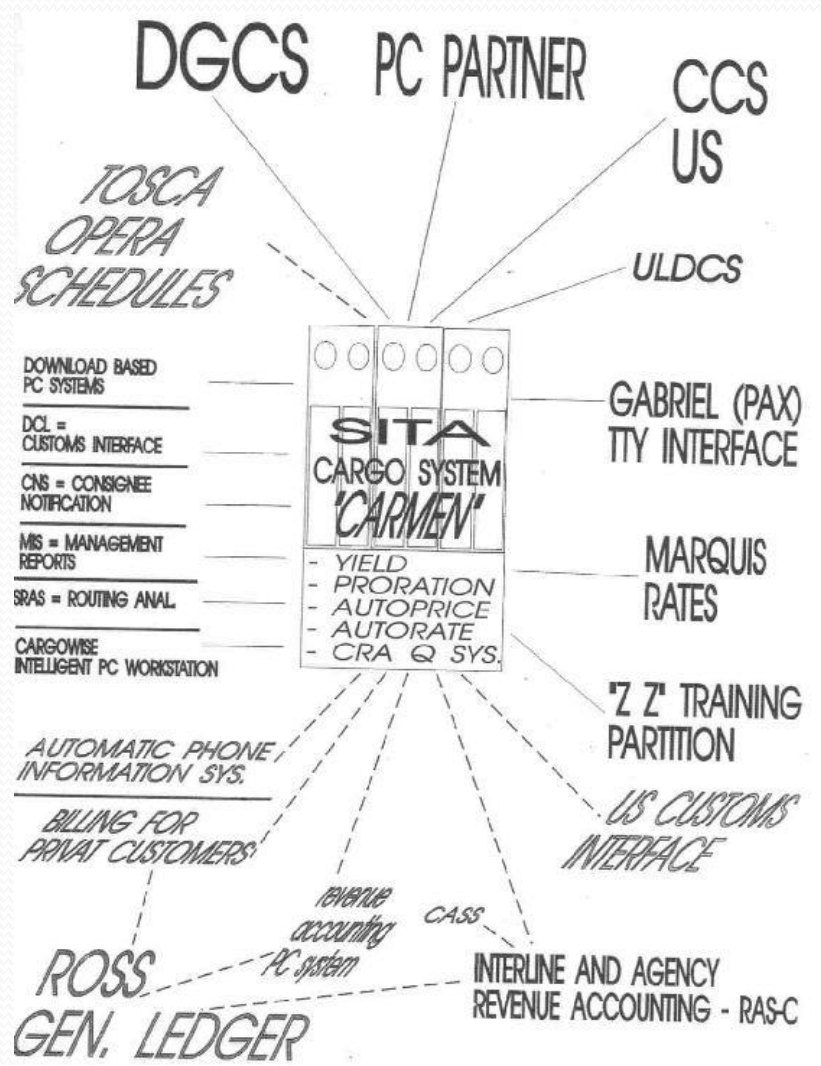 DGCS
PC PARTNER
CCS
US
TOSCA
OPERA
SCHEDULES
ULDCS
DOWNLOAD BASED
PC SYSTEMS
DCL =
CUSTOMS INTERFACE
CNS = CONSIGNEE
NOTIFICATION
MIS = MANAGEMENT
REPORTS
SRAS = ROUTING ANAL.
CARGOWISE
INTELLIGENT PC WORKSTATION
SITA
CARGO SYSTEM
"CARMEN"
- YIELD
- PRORATION
- AUTOPRICE
- AUTORATE
- CRA Q SYS.
GABRIEL (PAX)
TTY INTERFACE
MARQUIS
RATES
"Z Z" TRAINING
PARTITION
AUTOMATIC PHONE
INFORMATION SYS.
BILLING FOR
PRIVAT CUSTOMERS
US CUSTOMS
INTERFACE
revenue
accounting
PC system
CASS
ROSS
GEN. LEDGER
INTERLINE AND AGENCY
REVENUE ACCOUNTING - RAS-C